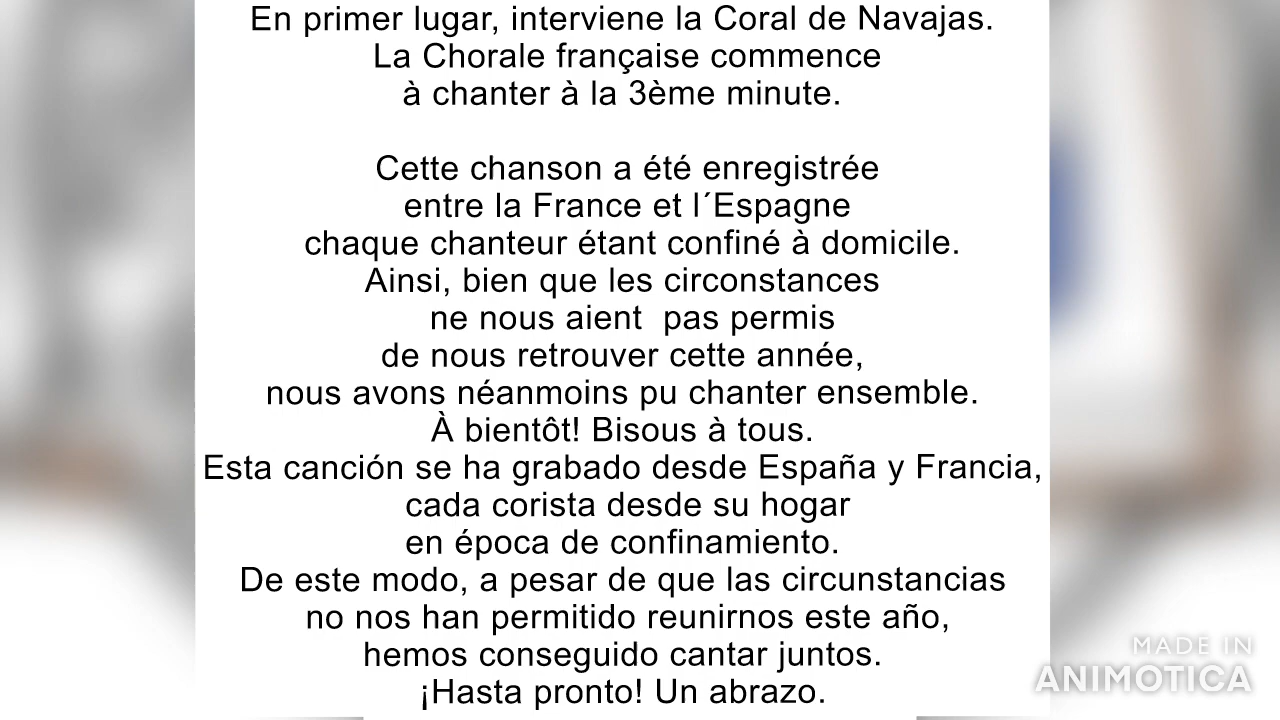 En primer lugar, interviene la Coral de Navajas.
La Chorale française commence
à chanter à la 3ème minute.
Cette chanson a été enregistrée
entre la France et l´Espagne
chaque chanteur étant confiné à domicile.
Ainsi, bien que les circonstances
ne nous aient  pas permis
de nous retrouver cette année,
nous avons néanmoins pu chanter ensemble.
À bientôt! Bisous à tous.
Esta canción se ha grabado desde España y Francia,
cada corista desde su hogar
en época de confinamiento.
De este modo, a pesar de que las circunstancias
no nos han permitido reunirnos este año,
hemos conseguido cantar juntos.
¡Hasta pronto! Un abrazo.
MADE IN
ANIMOTICA